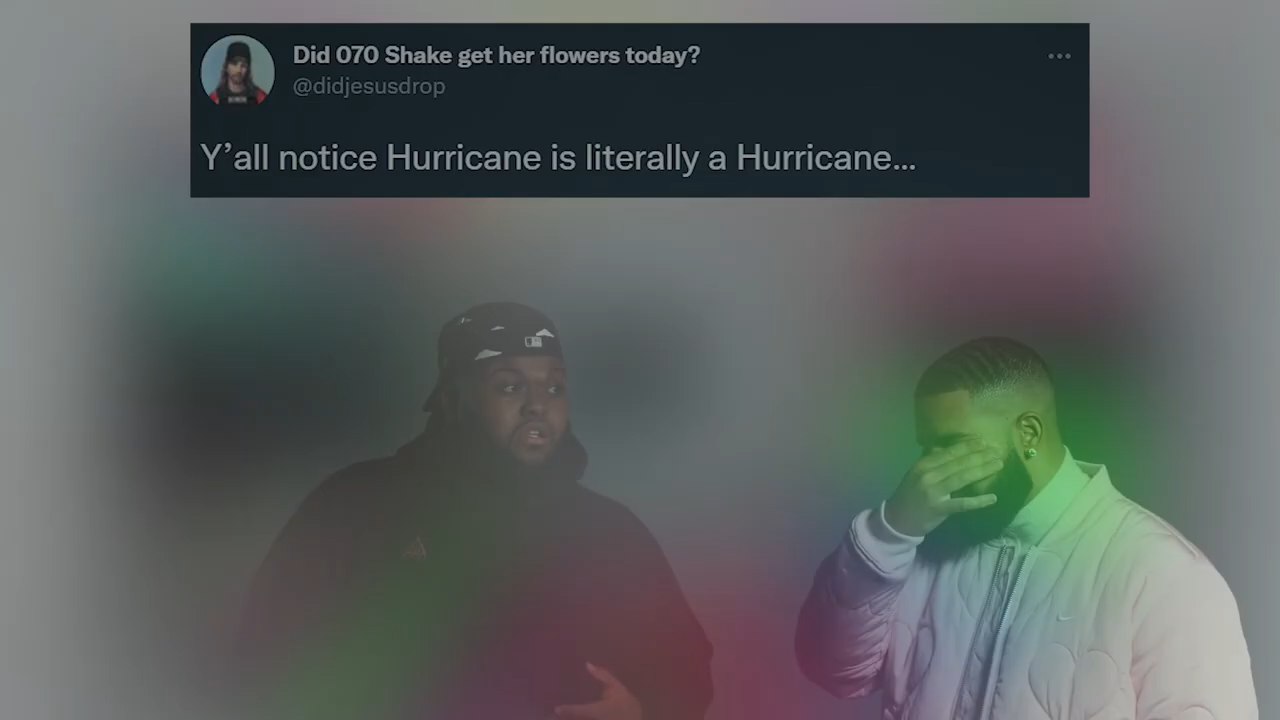 Did 070 Shake get her flowers today?
@didjesusdrop
Y’all notice Hurricane is literally a Hurricane...